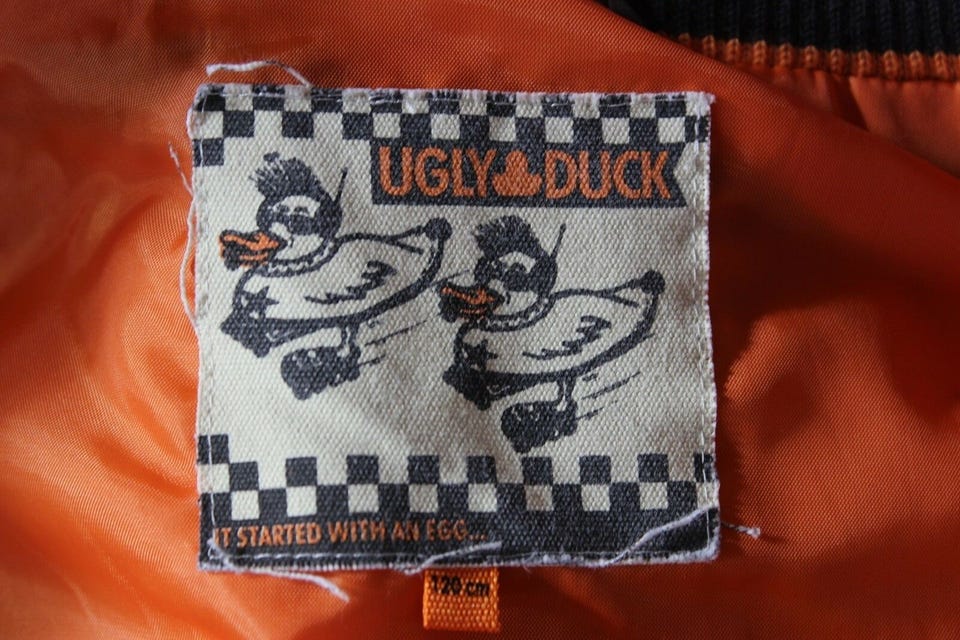 UGLY DUCK
IT STARTED WITH AN EGG...
120 cm